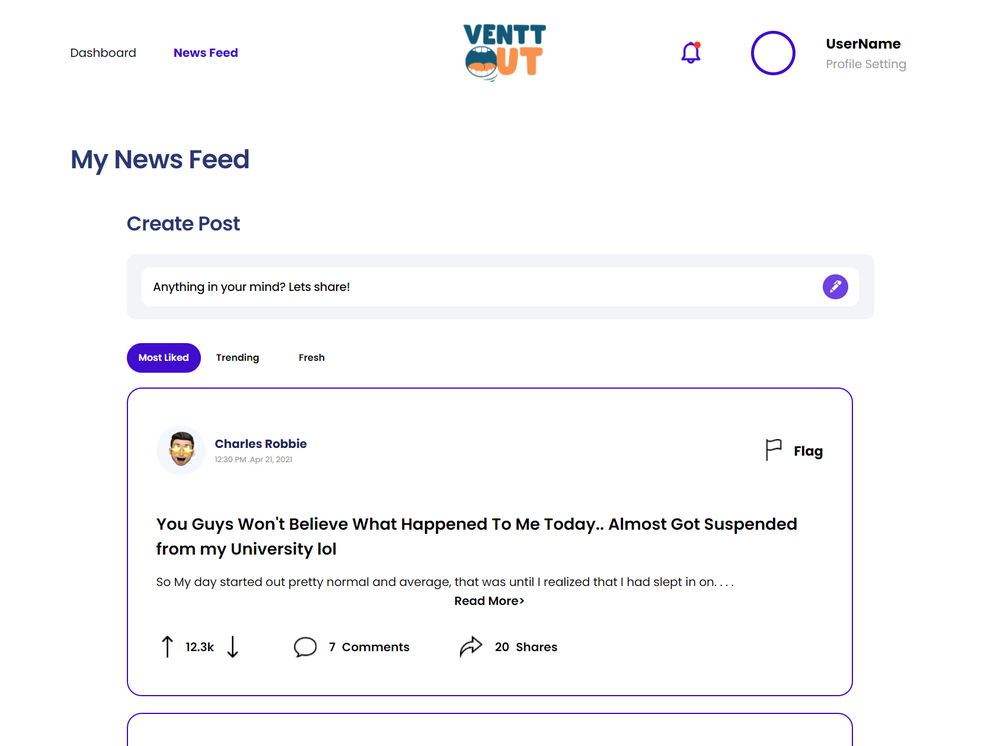 Dashboard
News Feed
VENTT
OUT
UserName
Profile Setting
My News Feed
Create Post
Anything in your mind? Lets share!
Most Liked
Trending
Fresh
Charles Robbie
12:30 PM .Apr 21, 2021
Flag
You Guys Won't Believe What Happened To Me Today.. Almost Got Suspended
from my University lol
So My day started out pretty normal and average, that was until I realized that I had slept in on. . . .
Read More>
12.3k
7 Comments
20 Shares